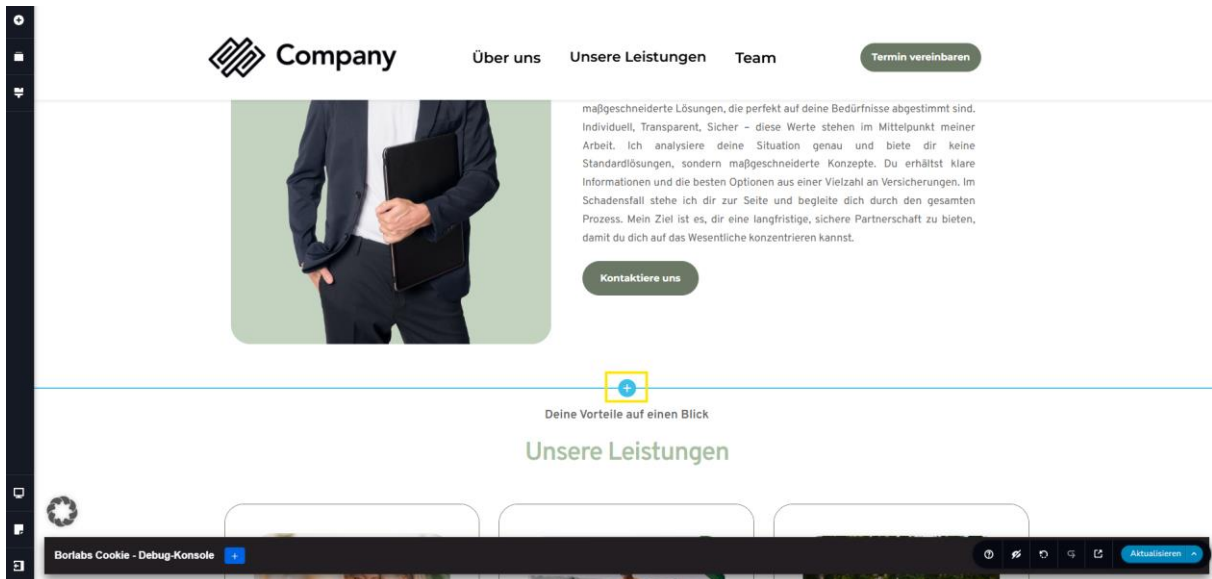 Company
Über uns
Unsere Leistungen
Team
Termin vereinbaren
maßgeschneiderte Lösungen, die perfekt auf deine Bedürfnisse abgestimmt sind.
Individuell, Transparent, Sicher – diese Werte stehen im Mittelpunkt meiner
Arbeit. Ich analysiere deine Situation genau und biete dir keine
Standardlösungen, sondern maßgeschneiderte Konzepte. Du erhältst klare
Informationen und die besten Optionen aus einer Vielzahl an Versicherungen. Im
Schadensfall stehe ich dir zur Seite und begleite dich durch den gesamten
Prozess. Mein Ziel ist es, dir eine langfristige, sichere Partnerschaft zu bieten,
damit du dich auf das Wesentliche konzentrieren kannst.
Kontaktiere uns
Deine Vorteile auf einen Blick
Unsere Leistungen
Borlabs Cookie - Debug-Konsole
Aktualisieren